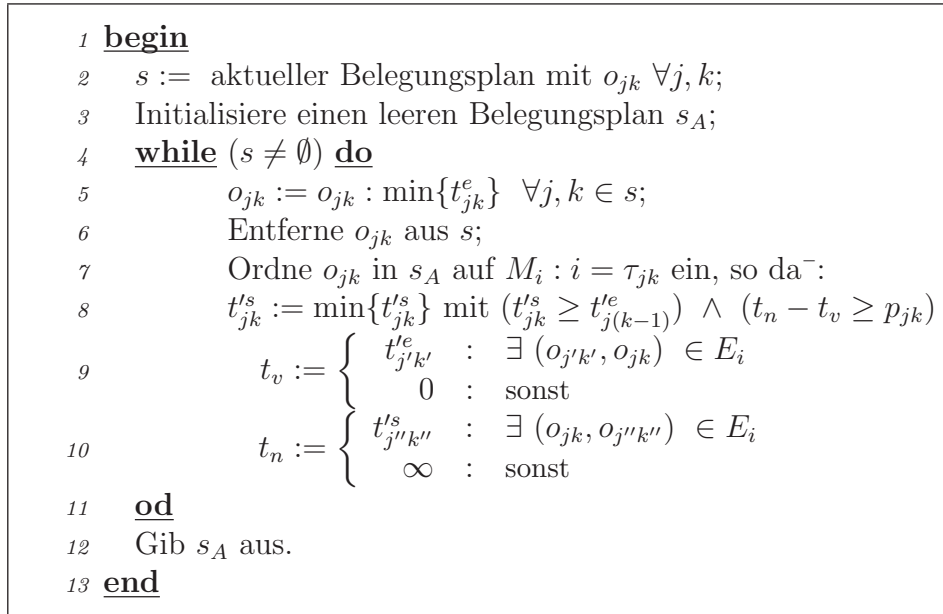 1 begin
2 s := aktueller Belegungsplan mit o_{jk} ∀j, k;
3 Initialisiere einen leeren Belegungsplan s_A;
4 while (s ≠ ∅) do
5 o_{jk} := o_{jk} : min{t^e_{jk}} ∀j, k ∈ s;
6 Entferne o_{jk} aus s;
7 Ordne o_{jk} in s_A auf M_i : i = τ_{jk} ein, so da¯:
8 t'^s_{jk} := min{t'^s_{jk}} mit (t'^s_{jk} ≥ t'^e_{j(k−1)}) ∧ (t_n − t_v ≥ p_{jk})
9 t_v := { t'^e_{j'k'} : ∃ (o_{j'k'}, o_{jk}) ∈ E_i
0 : sonst
10 t_n := { t'^s_{j''k''} : ∃ (o_{jk}, o_{j''k''}) ∈ E_i
∞ : sonst
11 od
12 Gib s_A aus.
13 end